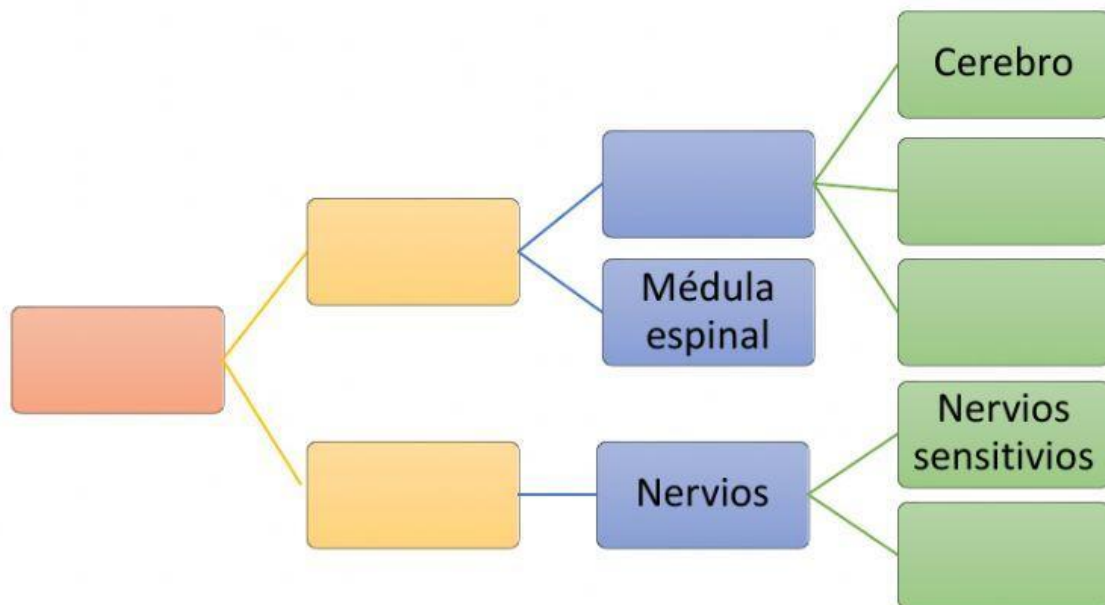 Cerebro
Médula
espinal
Nervios
sensitivios
Nervios